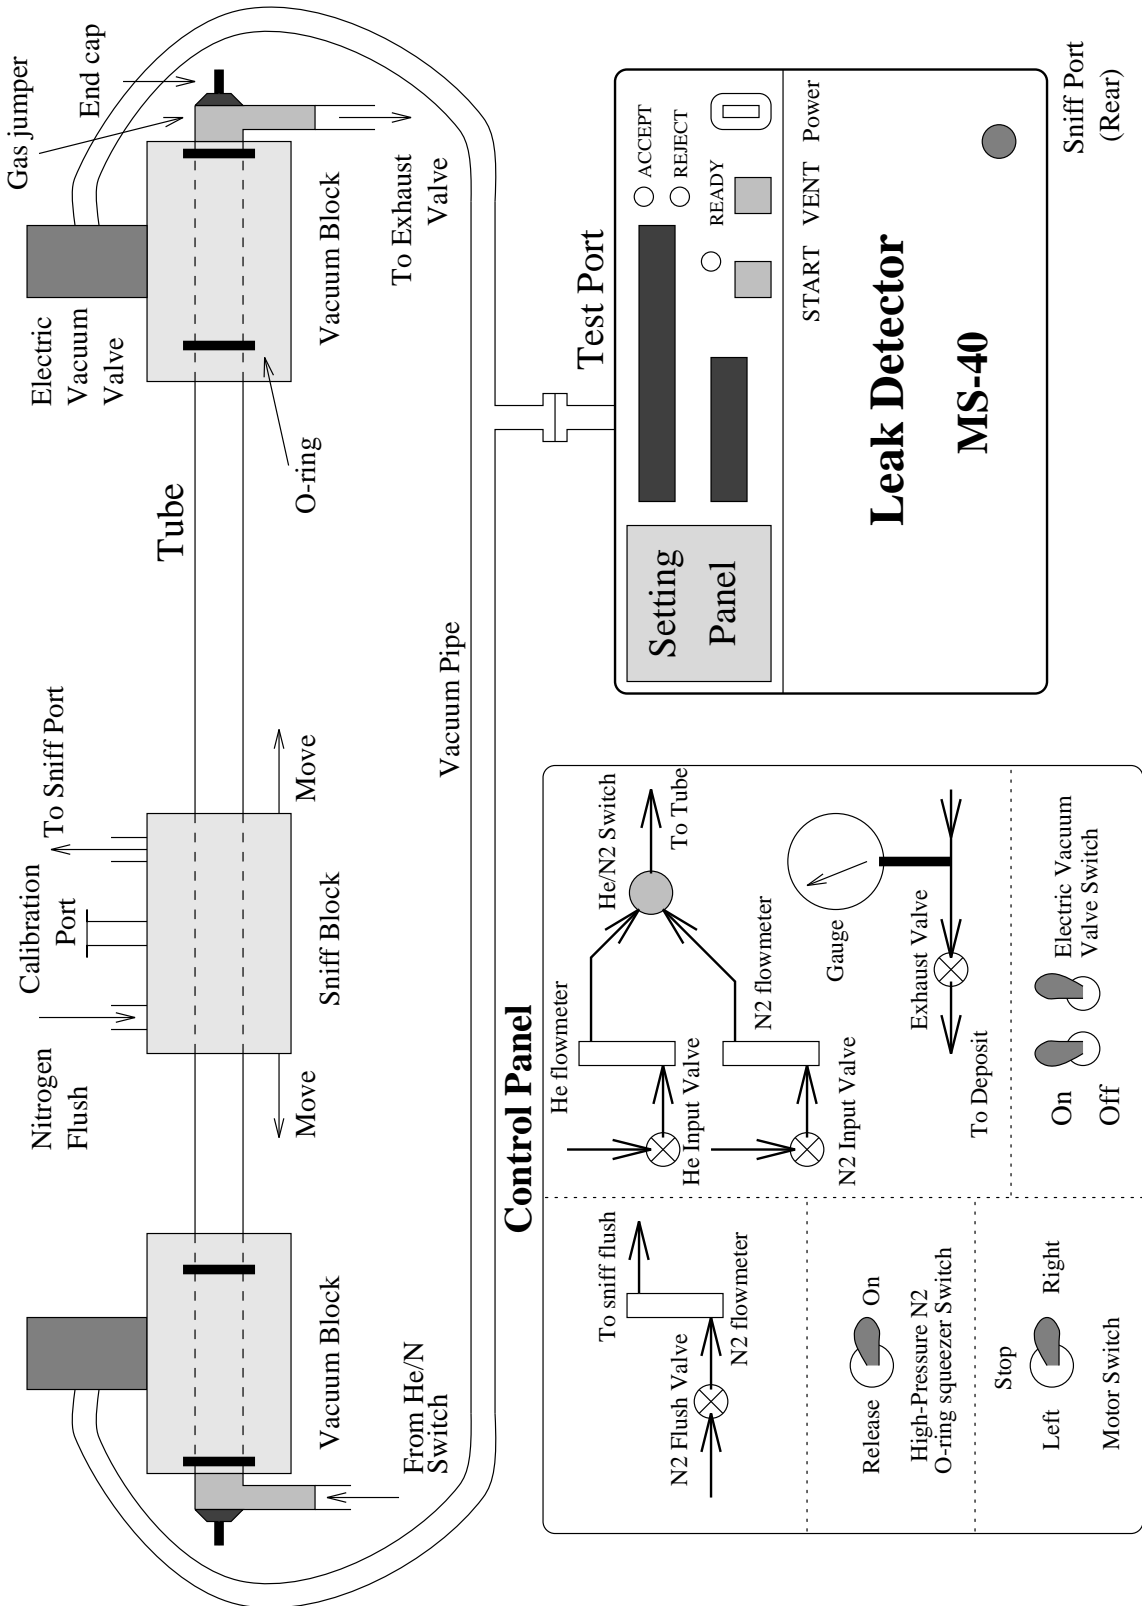 Gas jumper
End cap
Electric
Vacuum
Valve
Vacuum Block
To Exhaust
Valve
O-ring
Tube
To Sniff Port
Calibration
Port
Nitrogen
Flush
Sniff Block
Move
Move
Vacuum Block
From He/N
Switch
Vacuum Pipe
Test Port
Setting
Panel
ACCEPT
REJECT
READY
START
VENT
Power
Leak Detector
MS-40
Sniff Port
(Rear)
Control Panel
To sniff flush
N2 Flush Valve
N2 flowmeter
He flowmeter
He Input Valve
He/N2 Switch
To Tube
N2 flowmeter
N2 Input Valve
Gauge
Exhaust Valve
To Deposit
Release
On
High-Pressure N2
O-ring squeezer Switch
Stop
Left
Right
Motor Switch
On
Off
Electric Vacuum
Valve Switch